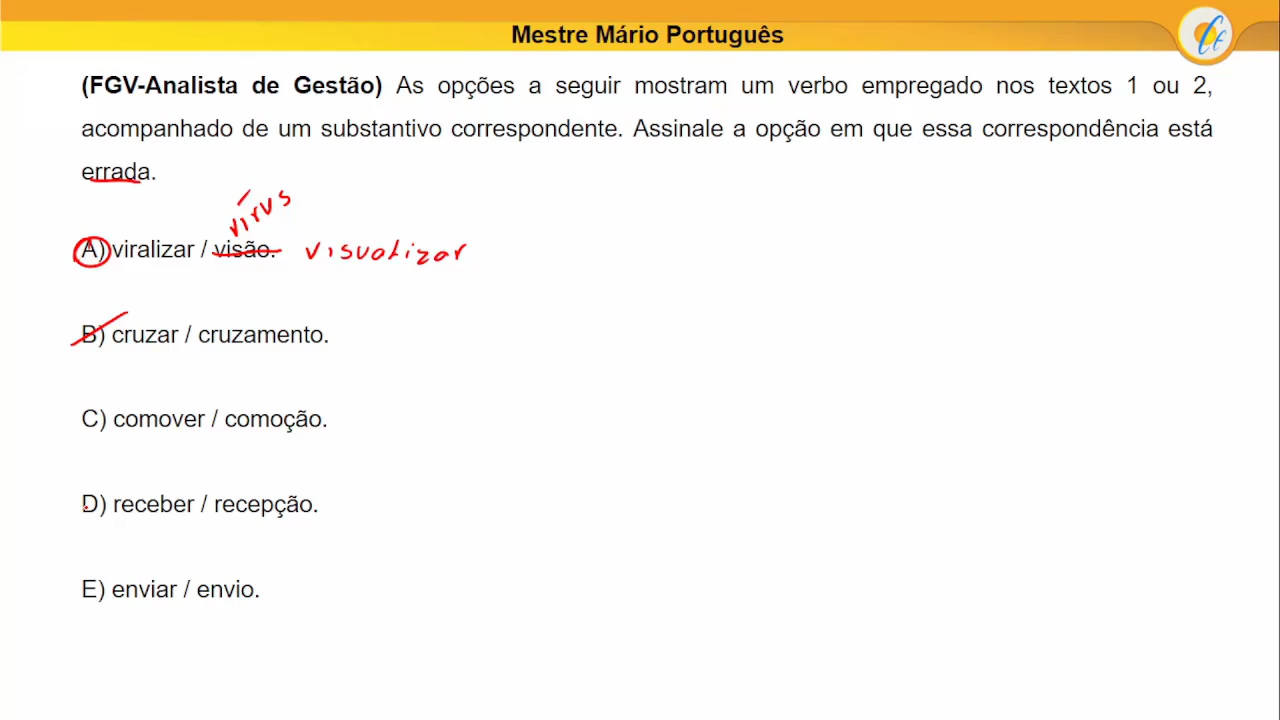 Mestre Mário Português
(FGV-Analista de Gestão) As opções a seguir mostram um verbo empregado nos textos 1 ou 2,
acompanhado de um substantivo correspondente. Assinale a opção em que essa correspondência está
errada.
vírus
A) viralizar / visão. visualizar
B) cruzar / cruzamento.
C) comover / comoção.
D) receber / recepção.
E) enviar / envio.